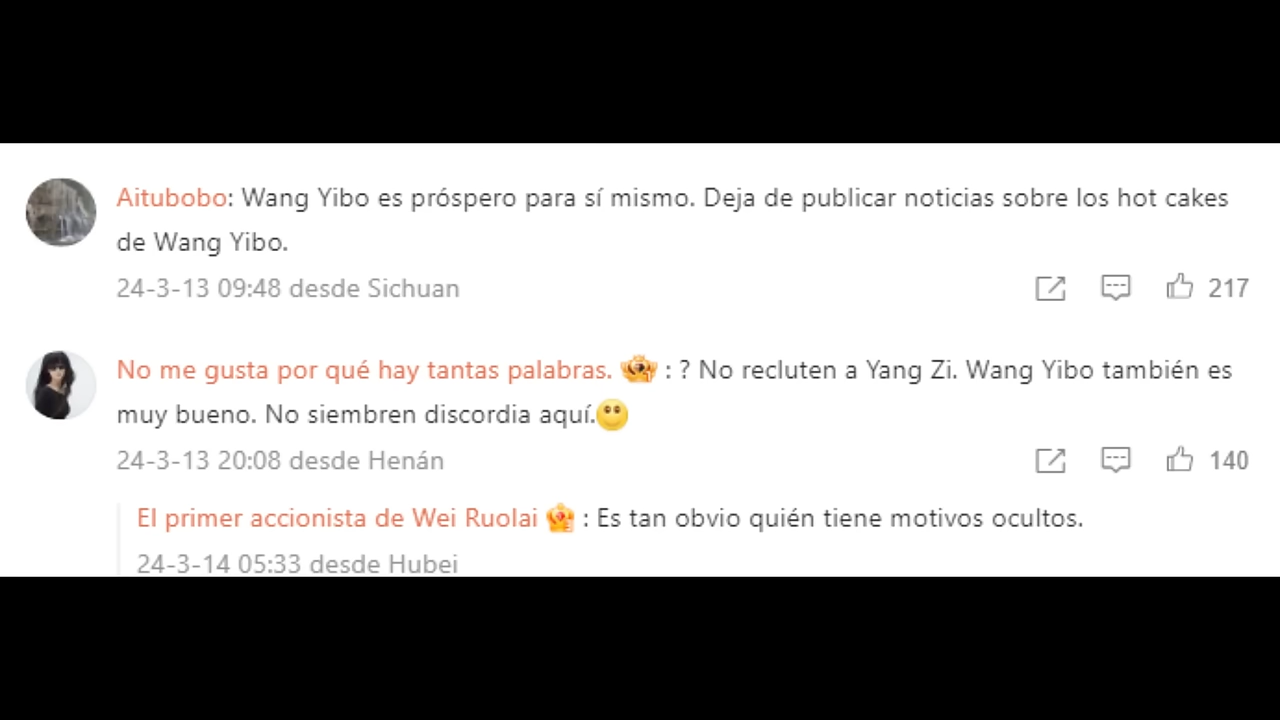 Aitubobo: Wang Yibo es próspero para sí mismo. Deja de publicar noticias sobre los hot cakes
de Wang Yibo.
24-3-13 09:48 desde Sichuan
217
No me gusta por qué hay tantas palabras. : ? No recluten a Yang Zi. Wang Yibo también es
muy bueno. No siembren discordia aquí.
24-3-13 20:08 desde Henán
140
El primer accionista de Wei Ruolai : Es tan obvio quién tiene motivos ocultos.
24-3-14 05:33 desde Hubei